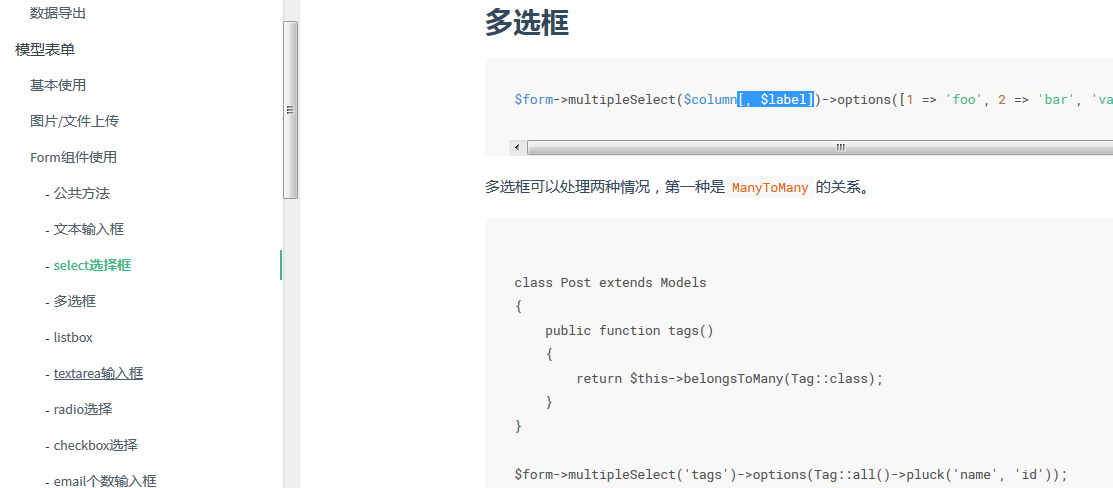 数据导出
模型表单
基本使用
图片/文件上传
Form组件使用
- 公共方法
- 文本输入框
- select选择框
- 多选框
- listbox
- textarea输入框
- radio选择
- checkbox选择
- email个数输入框
多选框
$form->multipleSelect($column[, $label])->options([1 => 'foo', 2 => 'bar', 'va
多选框可以处理两种情况，第一种是 ManyToMany 的关系。
class Post extends Models
{
    public function tags()
    {
        return $this->belongsToMany(Tag::class);
    }
}
$form->multipleSelect('tags')->options(Tag::all()->pluck('name', 'id'));